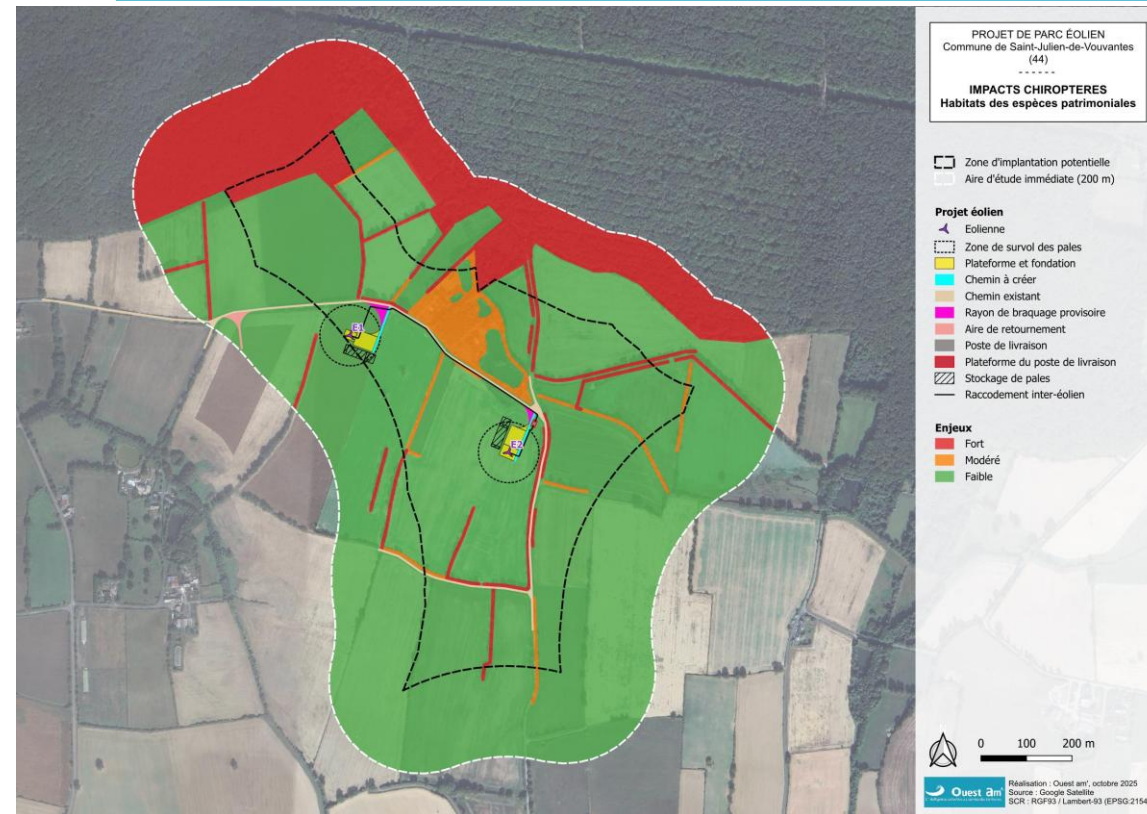 PROJET DE PARC ÉOLIEN
Commune de Saint-Julien-de-Vouvantes
(44)
------
IMPACTS CHIROPTERES
Habitats des espèces patrimoniales
Zone d'implantation potentielle
Aire d'étude immédiate (200 m)
Projet éolien
Eolienne
Zone de survol des pales
Plateforme et fondation
Chemin à créer
Chemin existant
Rayon de braquage provisoire
Aire de retournement
Poste de livraison
Plateforme du poste de livraison
Stockage de pales
Raccodement inter-éolien
Enjeux
Fort
Modéré
Faible
E1
E2
0 100 200 m
Ouest am'
Réalisation : Ouest am', octobre 2025
Source : Google Satellite
SCR : RGF93 / Lambert-93 (EPSG:2154